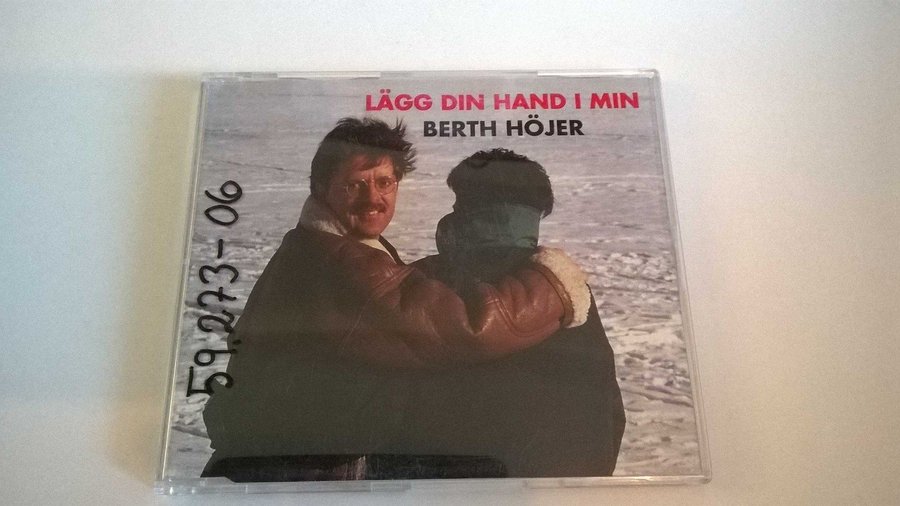 LÄGG DIN HAND I MIN
BERTH HÖJER
59.273-06